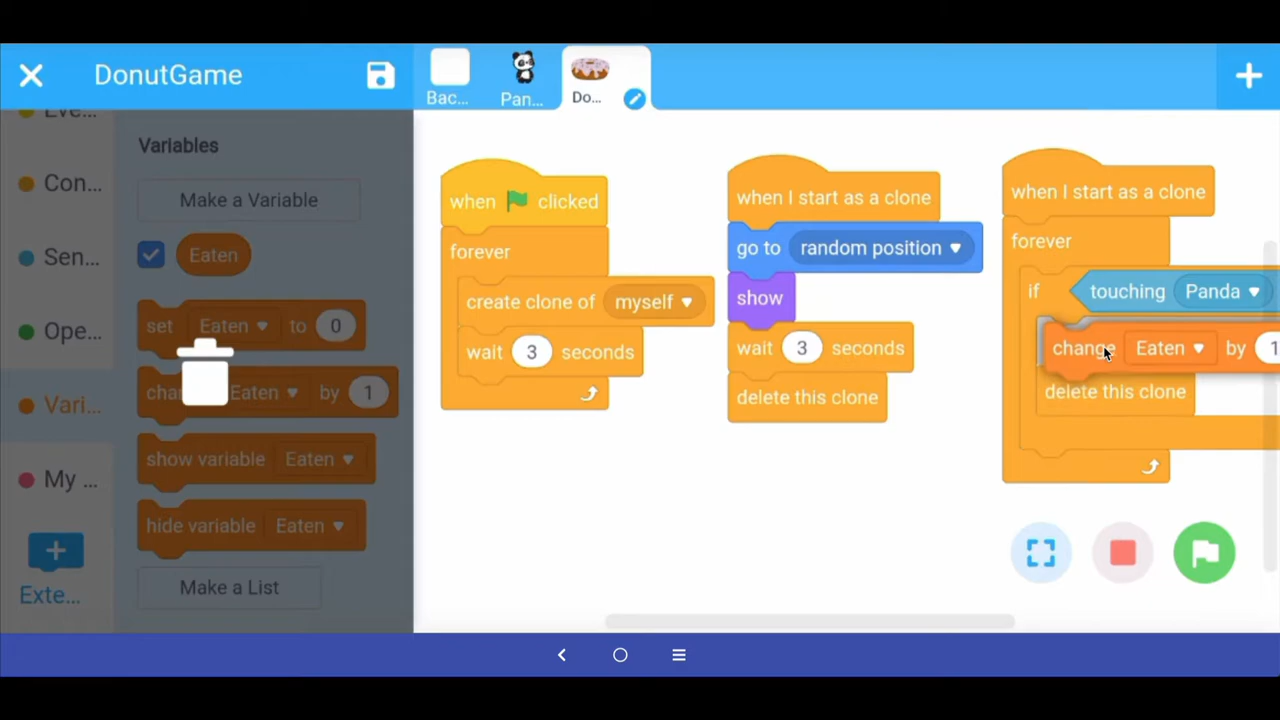 DonutGame
Bac...
Pan...
Do...
Eve...
Con...
Sen...
Ope...
Vari...
My ...
Exte...
Variables
Make a Variable
Eaten
set Eaten to 0
Eaten by 1
show variable Eaten
hide variable Eaten
Make a List
when clicked
forever
create clone of myself
wait 3 seconds
when I start as a clone
go to random position
show
wait 3 seconds
delete this clone
when I start as a clone
forever
if touching Panda
change Eaten by 1
delete this clone